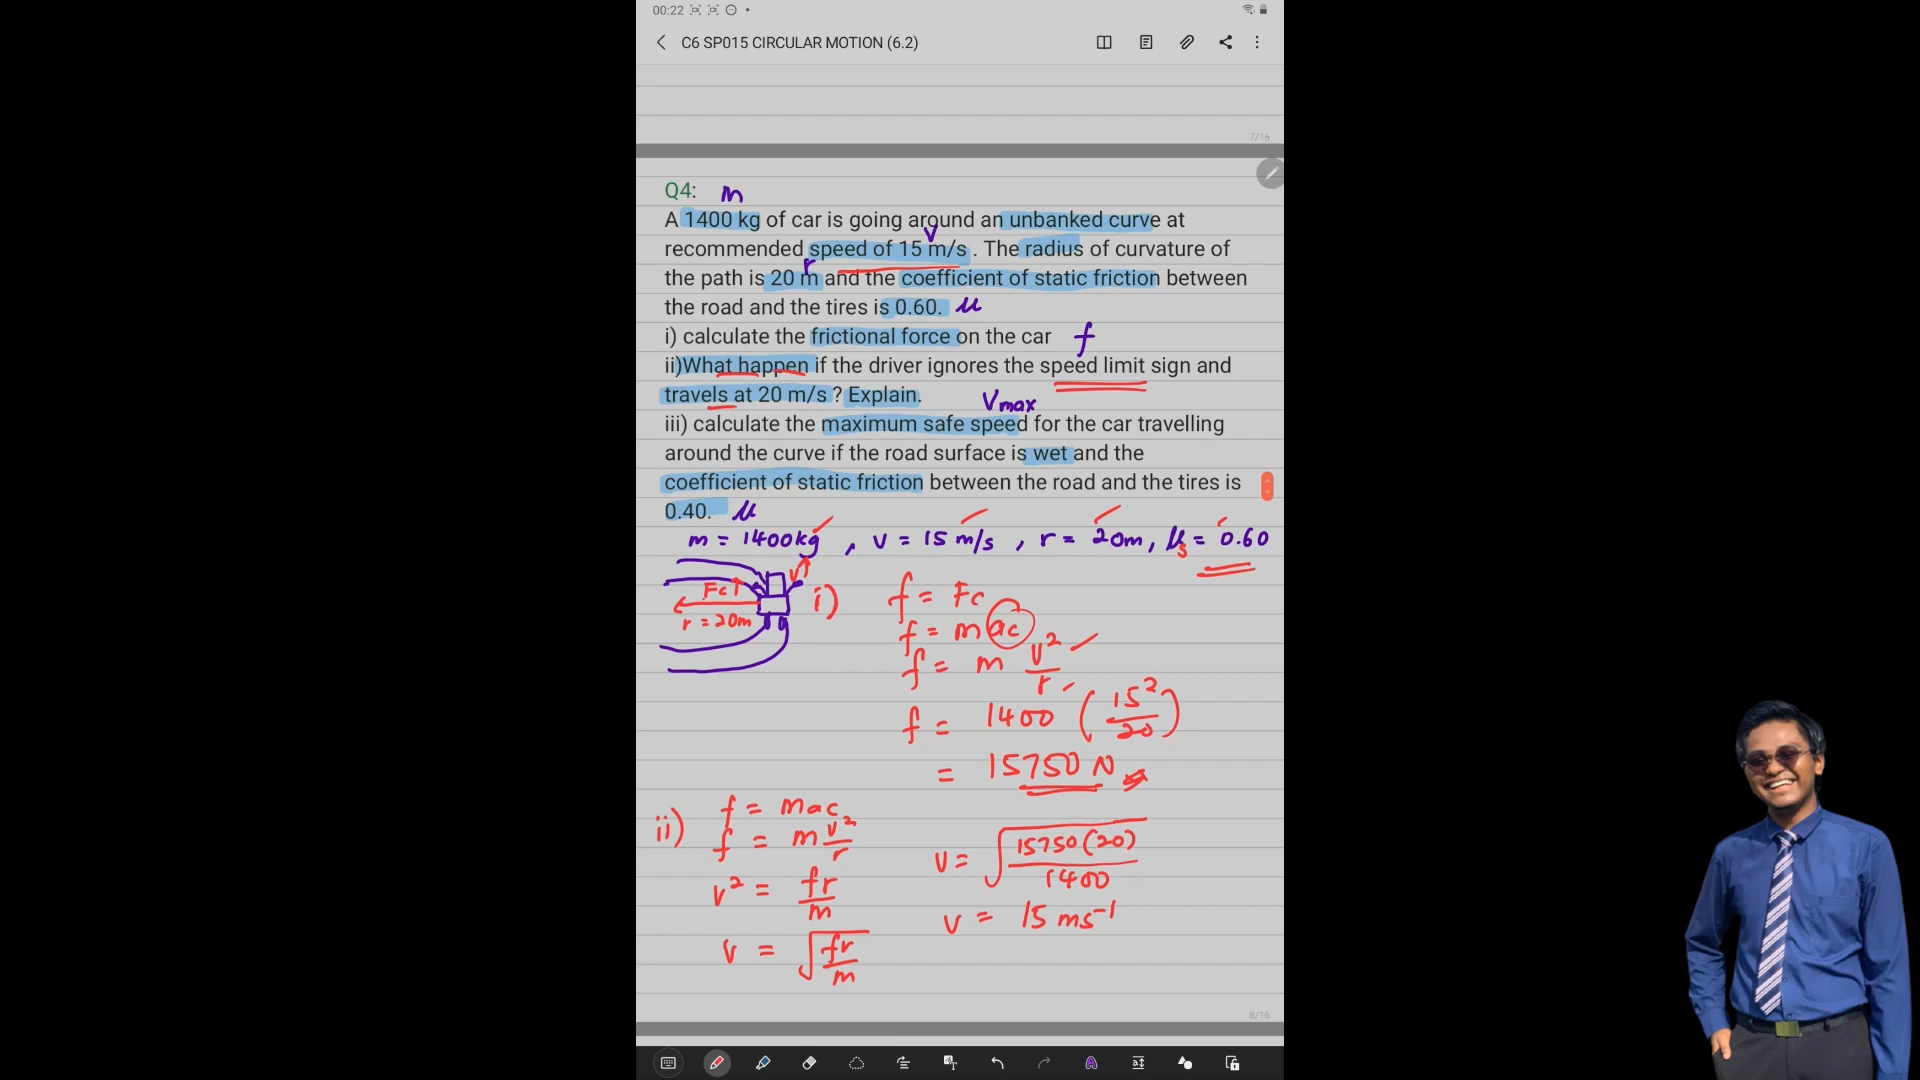 00:22
C6 SP015 CIRCULAR MOTION (6.2)
7/16
Q4: m
A 1400 kg of car is going around an unbanked curve at
v
recommended speed of 15 m/s . The radius of curvature of
r
the path is 20 m and the coefficient of static friction between
the road and the tires is 0.60. μ
i) calculate the frictional force on the car f
ii)What happen if the driver ignores the speed limit sign and
travels at 20 m/s ? Explain. Vmax
iii) calculate the maximum safe speed for the car travelling
around the curve if the road surface is wet and the
coefficient of static friction between the road and the tires is
0.40. μ
m = 1400kg , v = 15 m/s , r = 20m, μs = 0.60
v
Fc
r = 20m
i) f = Fc
f = mac
f = m v²/r
f = 1400 (15²/20)
= 15750 N
ii) f = mac
f = m v²/r
v² = fr/m
v = √fr/m
v = √15750(20)/1400
v = 15 ms⁻¹
8/16